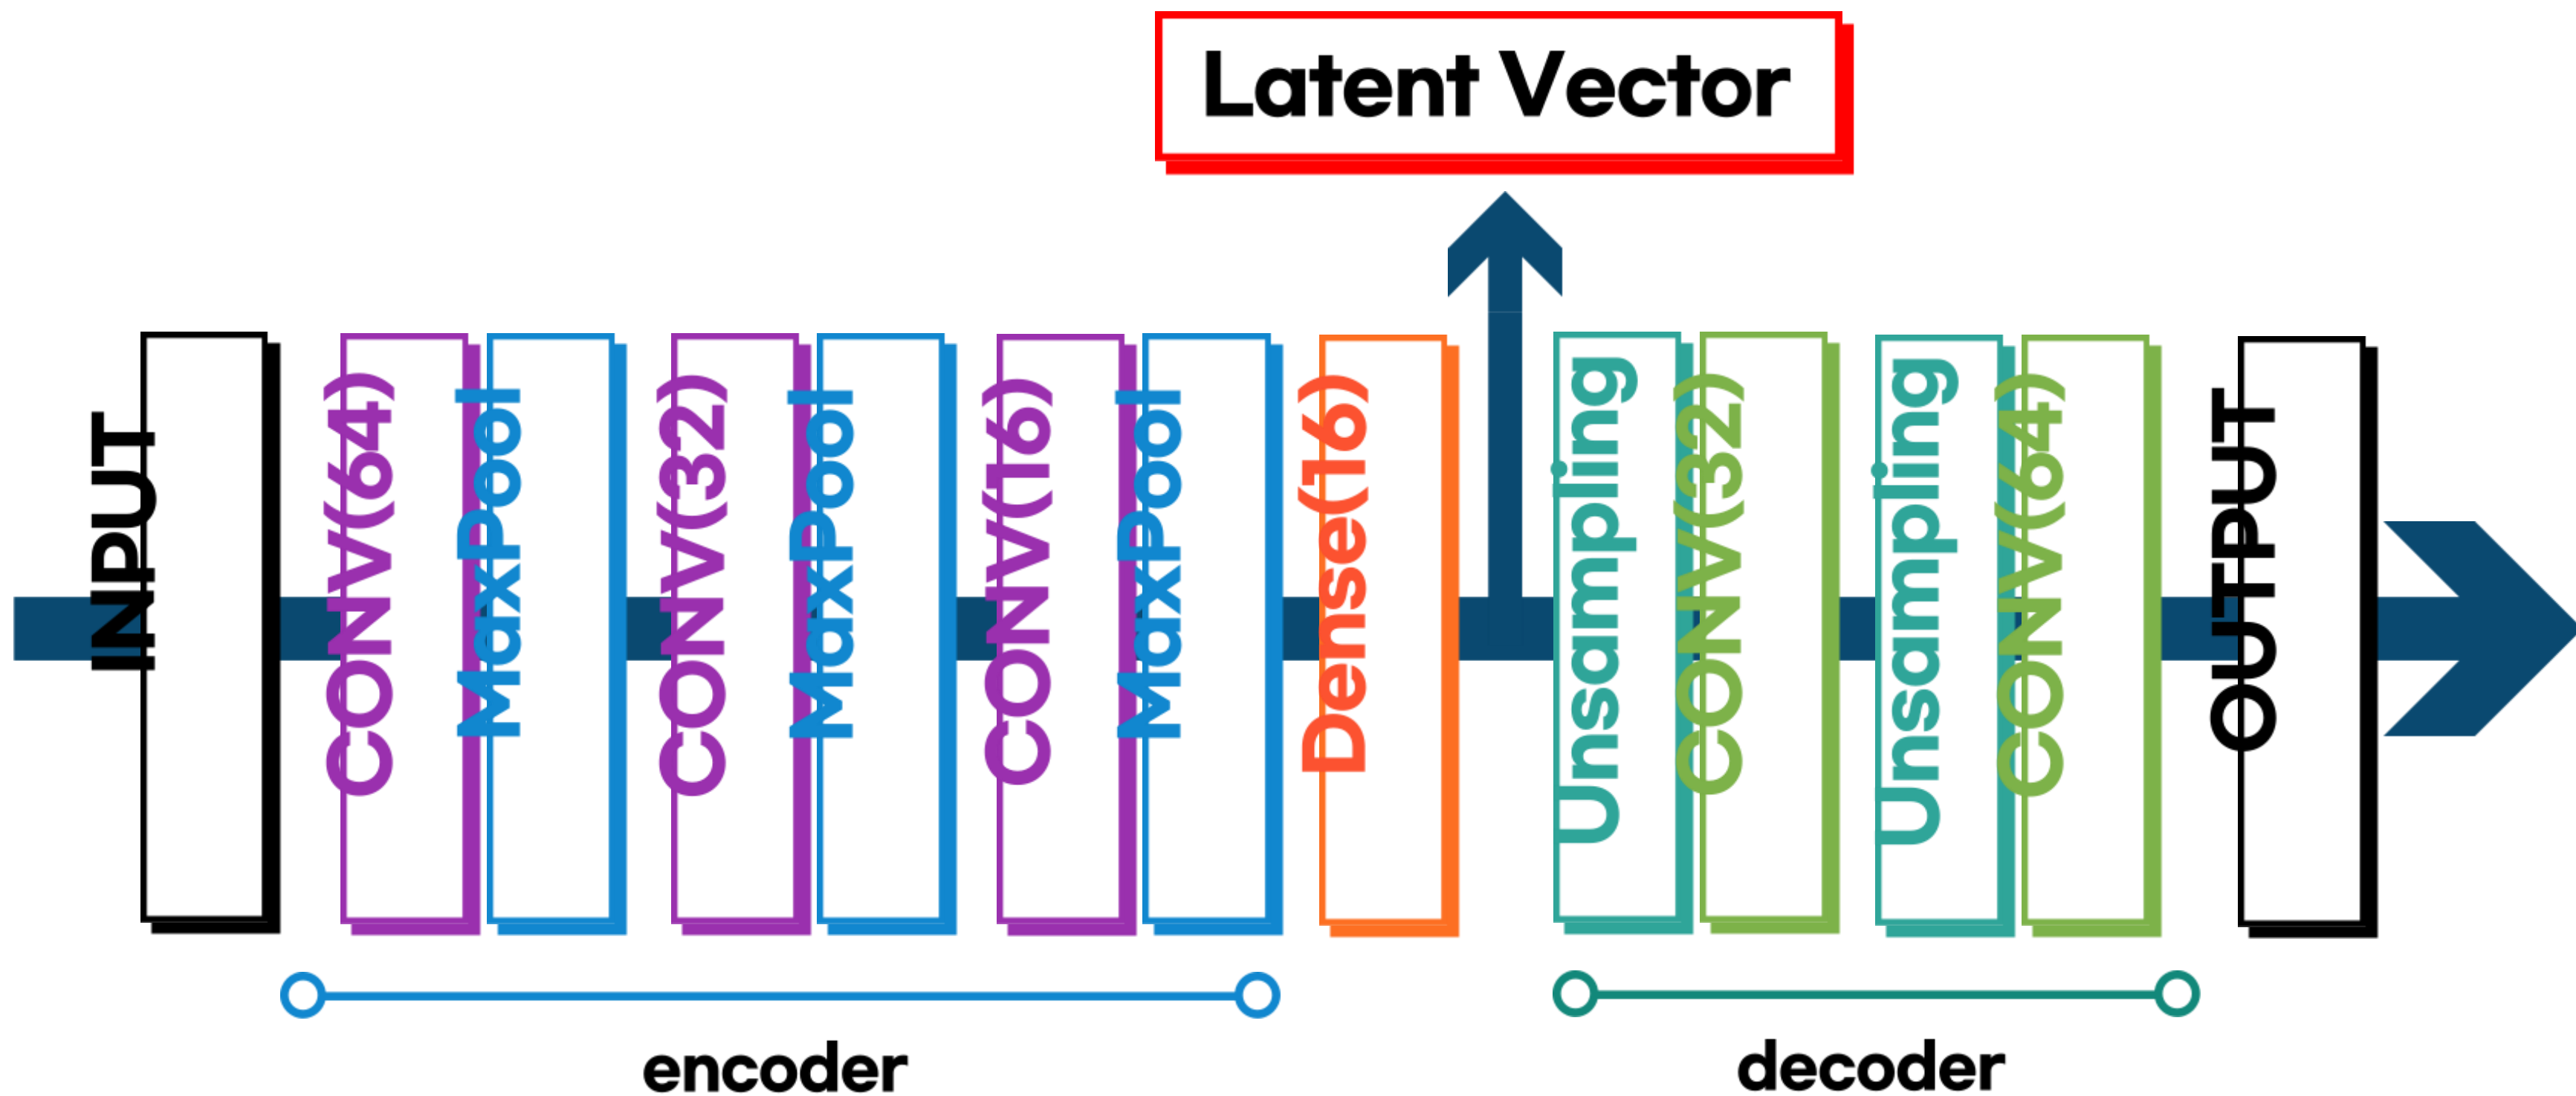 Latent Vector
INPUT
CONV(64)
MaxPool
CONV(32)
MaxPool
CONV(16)
MaxPool
Dense(16)
Unsampling
CONV(32)
Unsampling
CONV(64)
OUTPUT
encoder
decoder